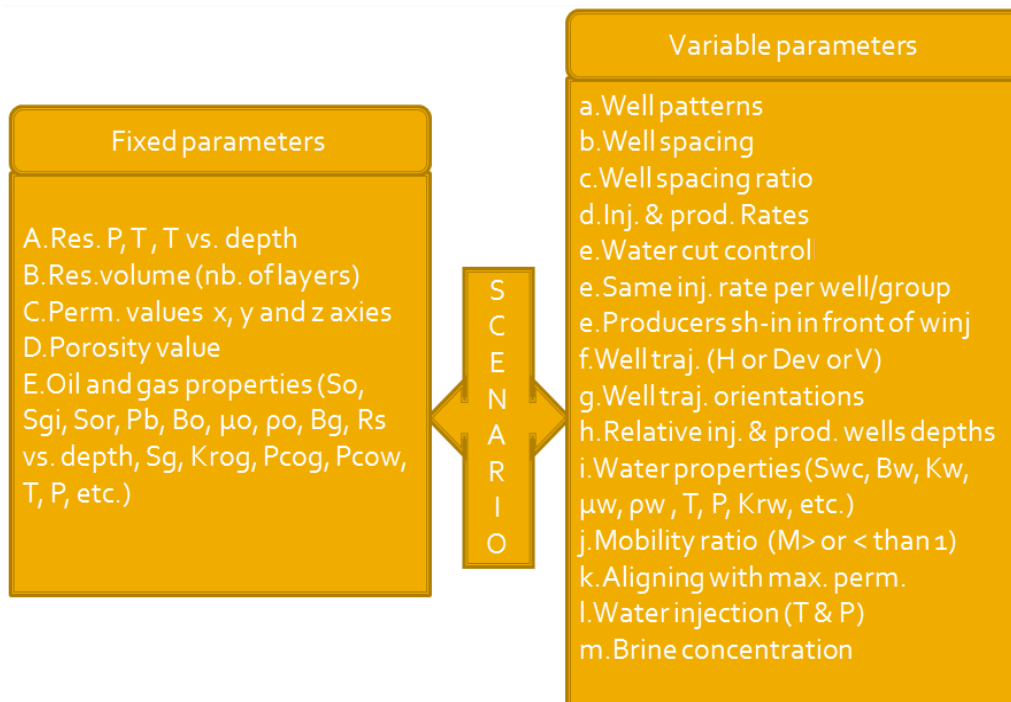 Fixed parameters
A.Res. P, T , T vs. depth
B.Res.volume (nb. of layers)
C.Perm. values x, y and z axies
D.Porosity value
E.Oil and gas properties (So,
Sgi, Sor, Pb, Bo, μo, ρo, Bg, Rs
vs. depth, Sg, Krog, Pcog, Pcow,
T, P, etc.)
S
C
E
N
A
R
I
O
Variable parameters
a.Well patterns
b.Well spacing
c.Well spacing ratio
d.Inj. & prod. Rates
e.Water cut control
e.Same inj. rate per well/group
e.Producers sh-in in front of winj
f.Well traj. (H or Dev or V)
g.Well traj. orientations
h.Relative inj. & prod. wells depths
i.Water properties (Swc, Bw, Kw,
μw, ρw , T, P, Krw, etc.)
j.Mobility ratio (M> or < than 1)
k.Aligning with max. perm.
l.Water injection (T & P)
m.Brine concentration